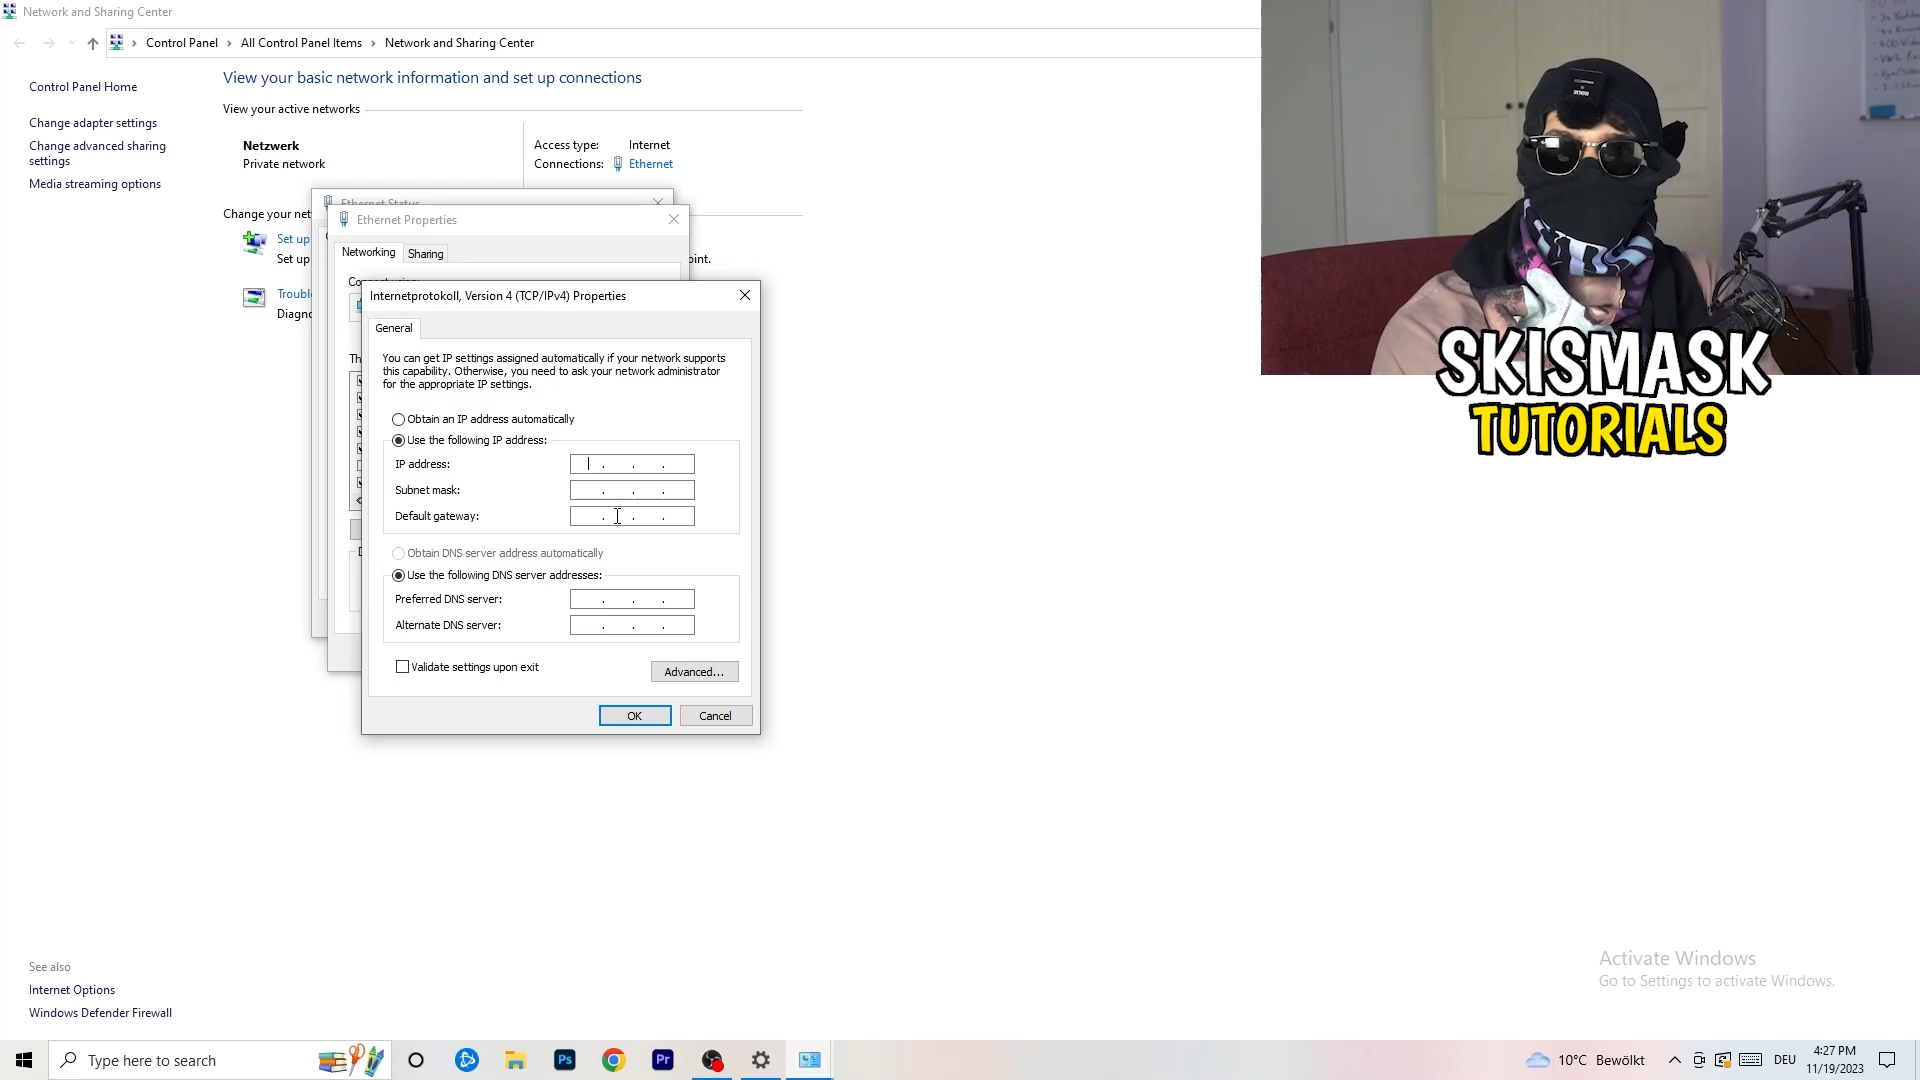 Network and Sharing Center
Control Panel > All Control Panel Items > Network and Sharing Center
Control Panel Home
Change adapter settings
Change advanced sharing
settings
Media streaming options
View your basic network information and set up connections
View your active networks
Netzwerk
Private network
Access type: Internet
Connections: Ethernet
Change your net
Set up
Set up
oint.
Troubl
Diagno
Ethernet Status
Ethernet Properties
Networking
Sharing
Internetprotokoll, Version 4 (TCP/IPv4) Properties
General
You can get IP settings assigned automatically if your network supports
this capability. Otherwise, you need to ask your network administrator
for the appropriate IP settings.
Obtain an IP address automatically
Use the following IP address:
IP address: . . .
Subnet mask: . . .
Default gateway: . . .
Obtain DNS server address automatically
Use the following DNS server addresses:
Preferred DNS server: . . .
Alternate DNS server: . . .
Validate settings upon exit
Advanced...
OK
Cancel
SKISMASK
TUTORIALS
See also
Internet Options
Windows Defender Firewall
Activate Windows
Go to Settings to activate Windows.
Type here to search
Ps
Pr
10°C Bewölkt
DEU
4:27 PM
11/19/2023